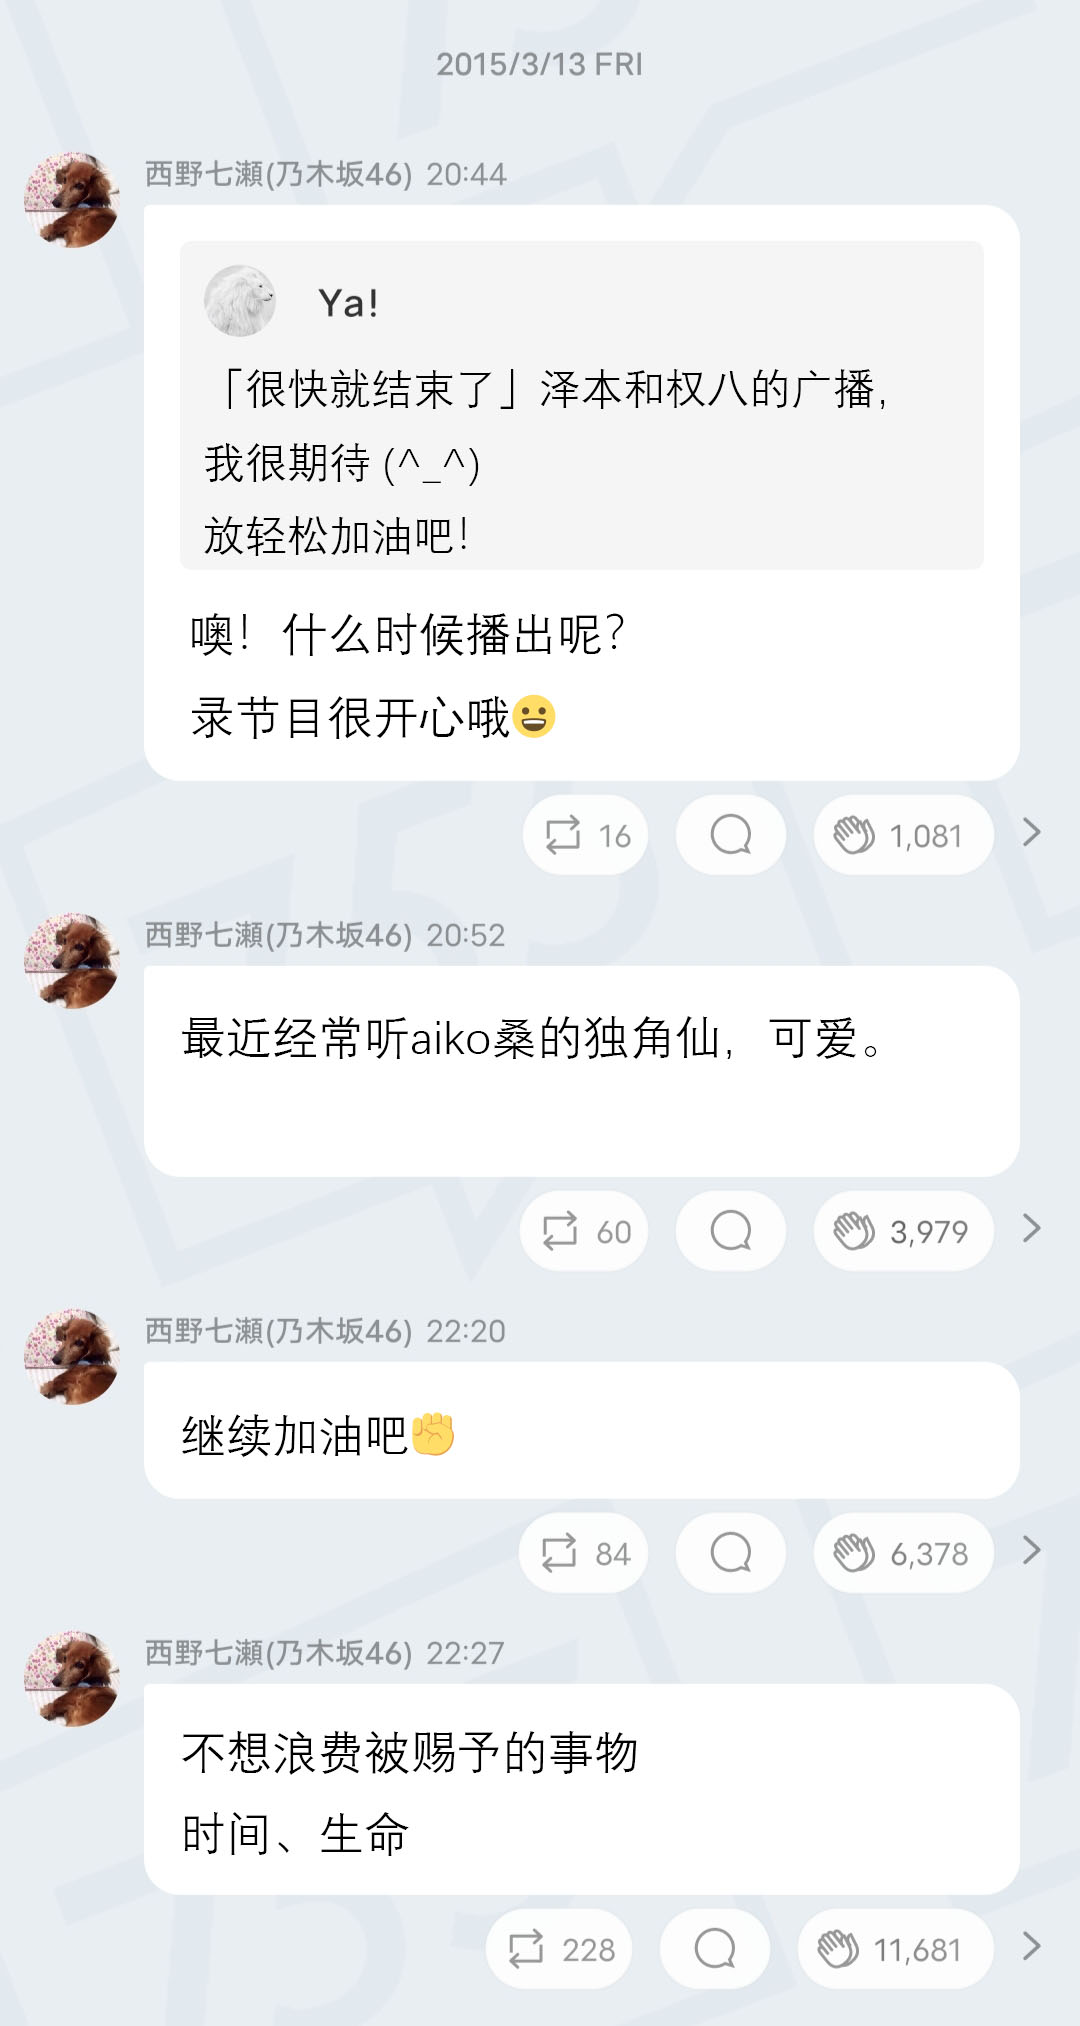 2015/3/13 FRI
西野七瀬(乃木坂46) 20:44
Ya!
「很快就结束了」泽本和权八的广播，
我很期待 (^_^)
放轻松加油吧！
噢！什么时候播出呢？
录节目很开心哦😀
16 1,081
西野七瀬(乃木坂46) 20:52
最近经常听aiko桑的独角仙，可爱。
60 3,979
西野七瀬(乃木坂46) 22:20
继续加油吧✊
84 6,378
西野七瀬(乃木坂46) 22:27
不想浪费被赐予的事物
时间、生命
228 11,681